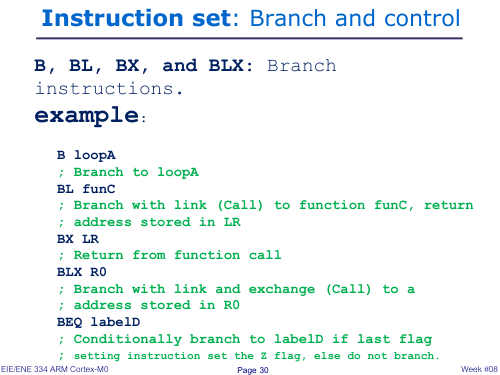 Instruction set: Branch and control
B, BL, BX, and BLX: Branch
instructions.
example:
B loopA
; Branch to loopA
BL funC
; Branch with link (Call) to function funC, return
; address stored in LR
BX LR
; Return from function call
BLX R0
; Branch with link and exchange (Call) to a
; address stored in R0
BEQ labelD
; Conditionally branch to labelD if last flag
; setting instruction set the Z flag, else do not branch.
EIE/ENE 334 ARM Cortex-M0 Page 30 Week #08